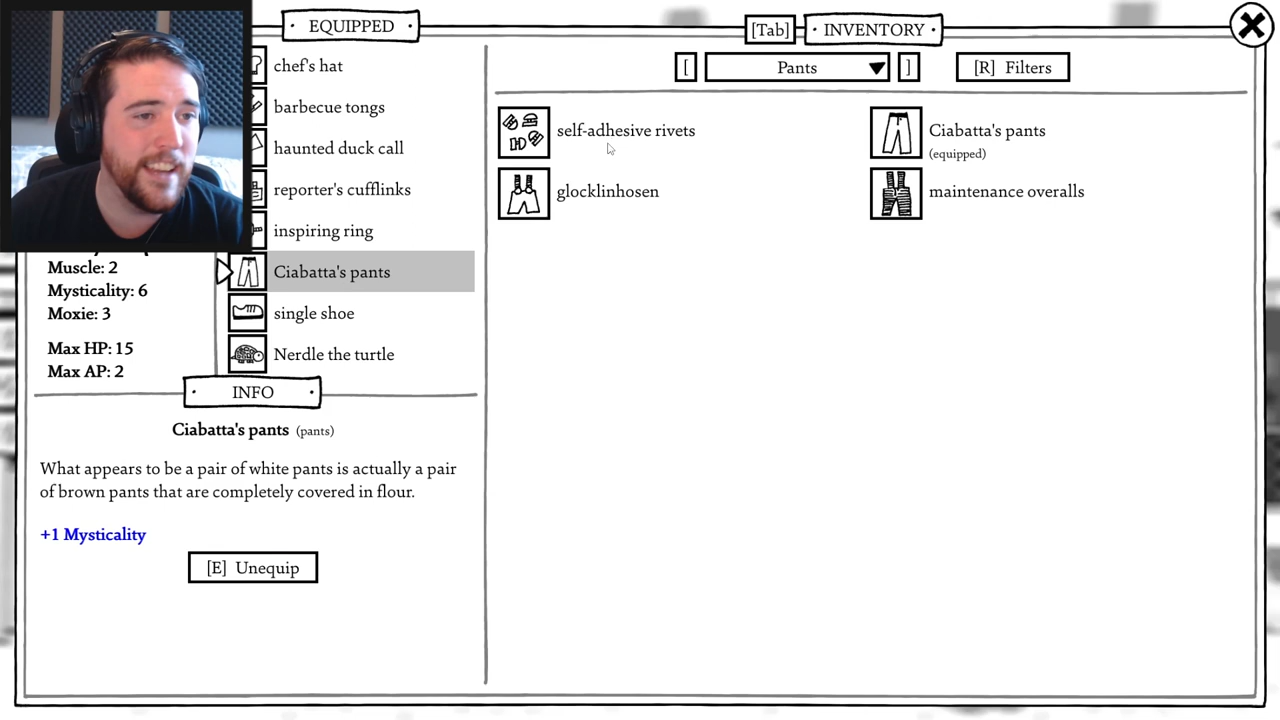 EQUIPPED
chef's hat
barbecue tongs
haunted duck call
reporter's cufflinks
inspiring ring
Ciabatta's pants
single shoe
Nerdle the turtle
Muscle: 2
Mysticality: 6
Moxie: 3
Max HP: 15
Max AP: 2
INFO
Ciabatta's pants (pants)
What appears to be a pair of white pants is actually a pair
of brown pants that are completely covered in flour.
+1 Mysticality
[E] Unequip
[Tab] INVENTORY
[ Pants ] [R] Filters
self-adhesive rivets
Ciabatta's pants
(equipped)
glocklinhosen
maintenance overalls